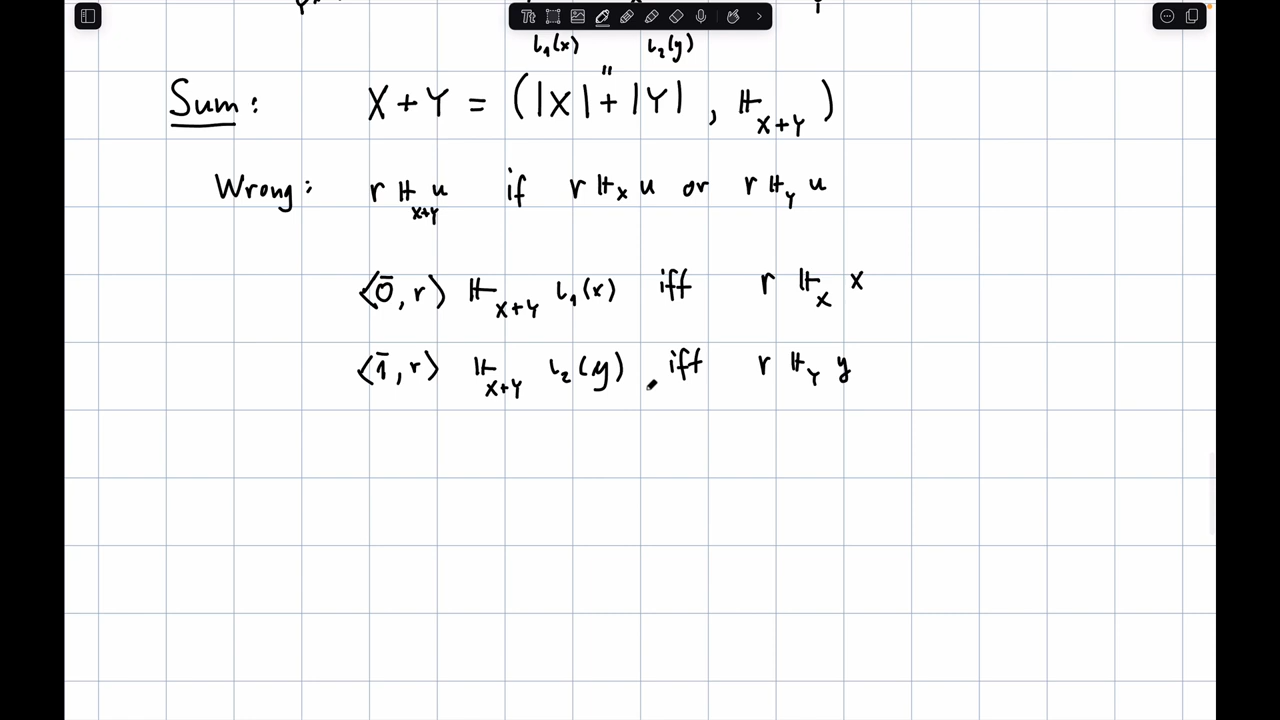 ι₁(x) ι₂(y)
Sum: X + Y = ( |X| + |Y| , ⊩_{X+Y} )
Wrong: r ⊩_{X+Y} u if r ⊩_X u or r ⊩_Y u
⟨0̄, r⟩ ⊩_{X+Y} ι₁(x) iff r ⊩_X x
⟨1̄, r⟩ ⊩_{X+Y} ι₂(y) iff r ⊩_Y y